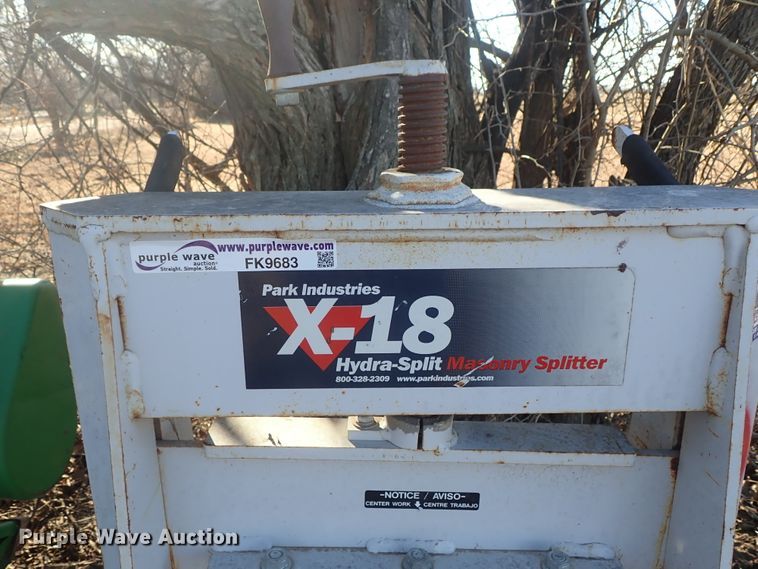 www.purplewave.com
purple wave
auction®
Straight. Simple. Sold.
FK9683
Park Industries
X-18
Hydra-Split Masonry Splitter
800-328-2309 www.parkindustries.com
-NOTICE / AVISO-
CENTER WORK CENTRE TRABAJO
Purple Wave Auction